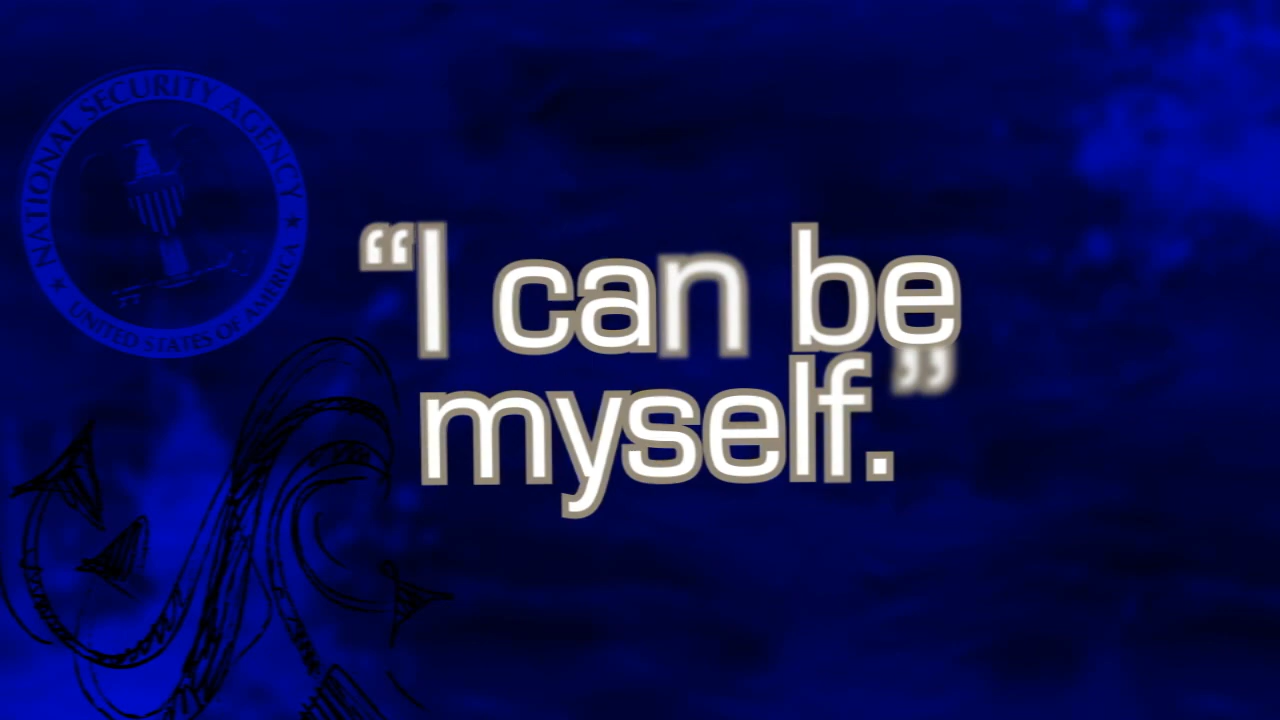 NATIONAL SECURITY AGENCY
UNITED STATES OF AMERICA
“I can be
myself.”